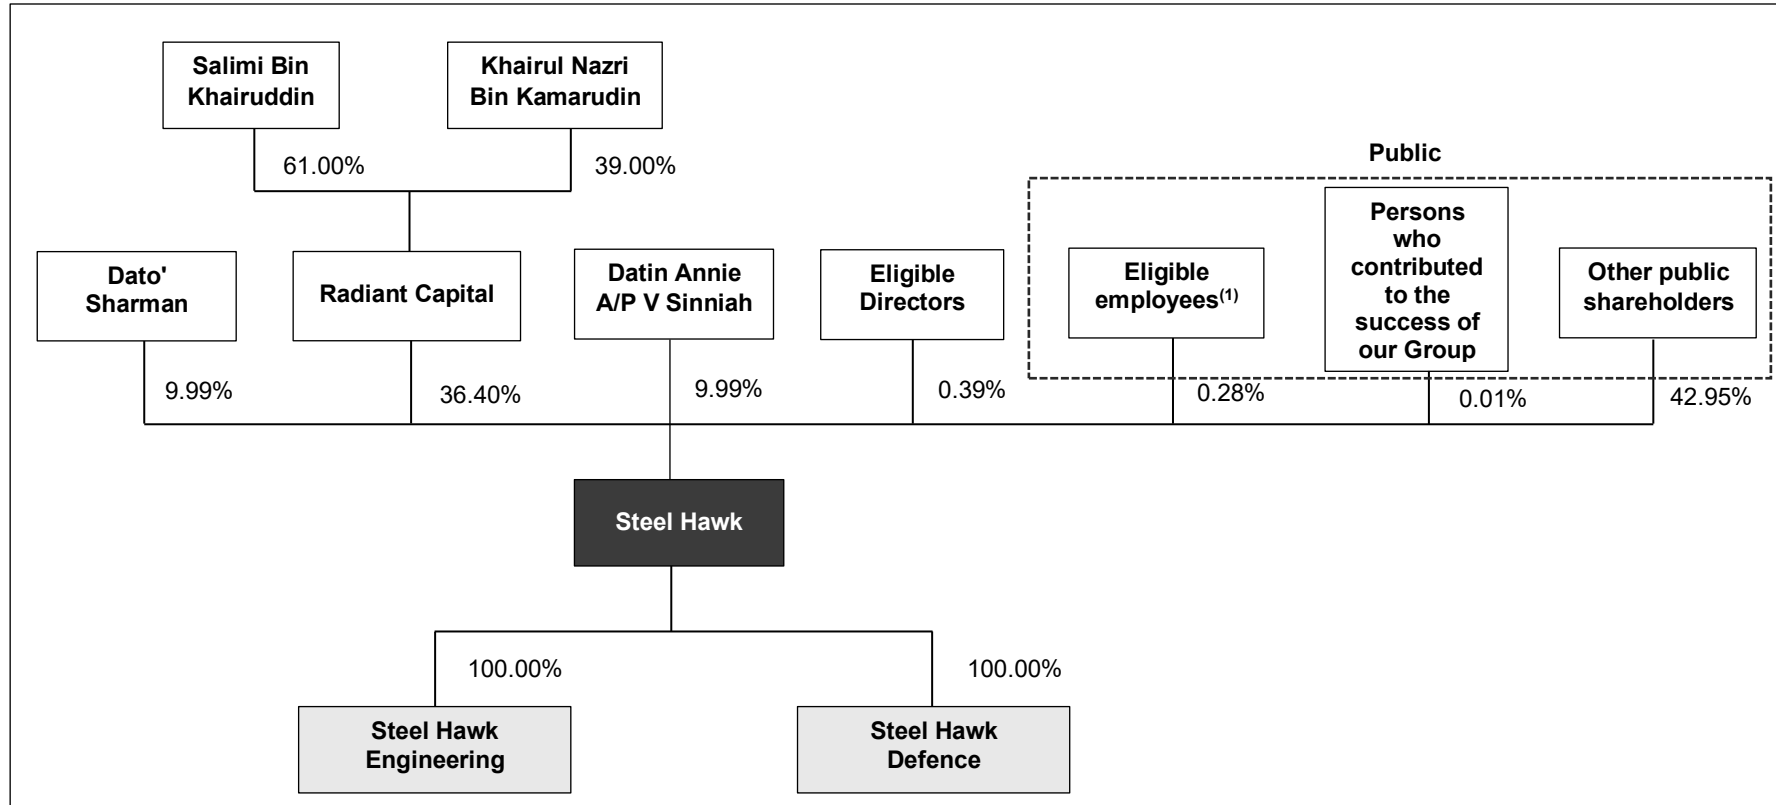 Salimi Bin
Khairuddin
Khairul Nazri
Bin Kamarudin
61.00%
39.00%
Public
Dato'
Sharman
Radiant Capital
Datin Annie
A/P V Sinniah
Eligible
Directors
Eligible
employees(1)
Persons
who
contributed
to the
success of
our Group
Other public
shareholders
9.99%
36.40%
9.99%
0.39%
0.28%
0.01%
42.95%
Steel Hawk
100.00%
100.00%
Steel Hawk
Engineering
Steel Hawk
Defence